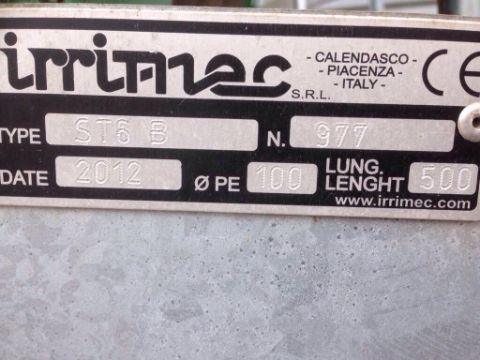 irrimec
S.R.L.
- CALENDASCO -
- PIACENZA -
- ITALY -
CE
TYPE ST6 B N. 977
DATE 2012 Ø PE 100 LUNG. LENGHT 500
www.irrimec.com